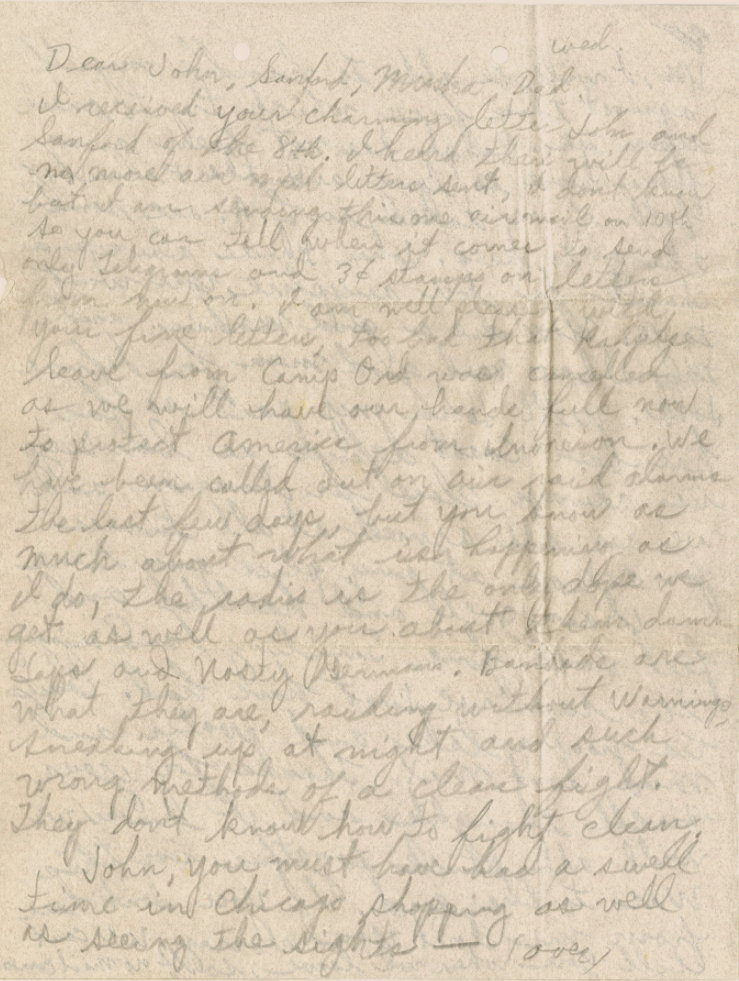 wed.
Dear John, Sanford, Mother, Dad
I received your charming letter John and
Sanford of the 8th. I heard their will be
no more air mail letters sent, I don't know
but I am sending this one airmail on 10th
so you can tell when it comes to send
only Telegrams and 3¢ stamps on letters
from now on. I am well pleased with
your fine letter, too bad that
leave from Camp Ord was canceled
as we will have our hands full now
to protect America from invasion. We
have been called out on air raid alarms
the last few days, but you know as
much about what is happening as
I do, the radio is the only dope we
get as well as you about them damn
Japs and Nasty Germans. Bandids are
what they are, raiding without Warnings,
sneaking up at night and such
wrong methods of a clean fight.
They don't know how to fight clean.
John, you must have had a swell
time in Chicago shopping as well
as seeing the sights — (over)